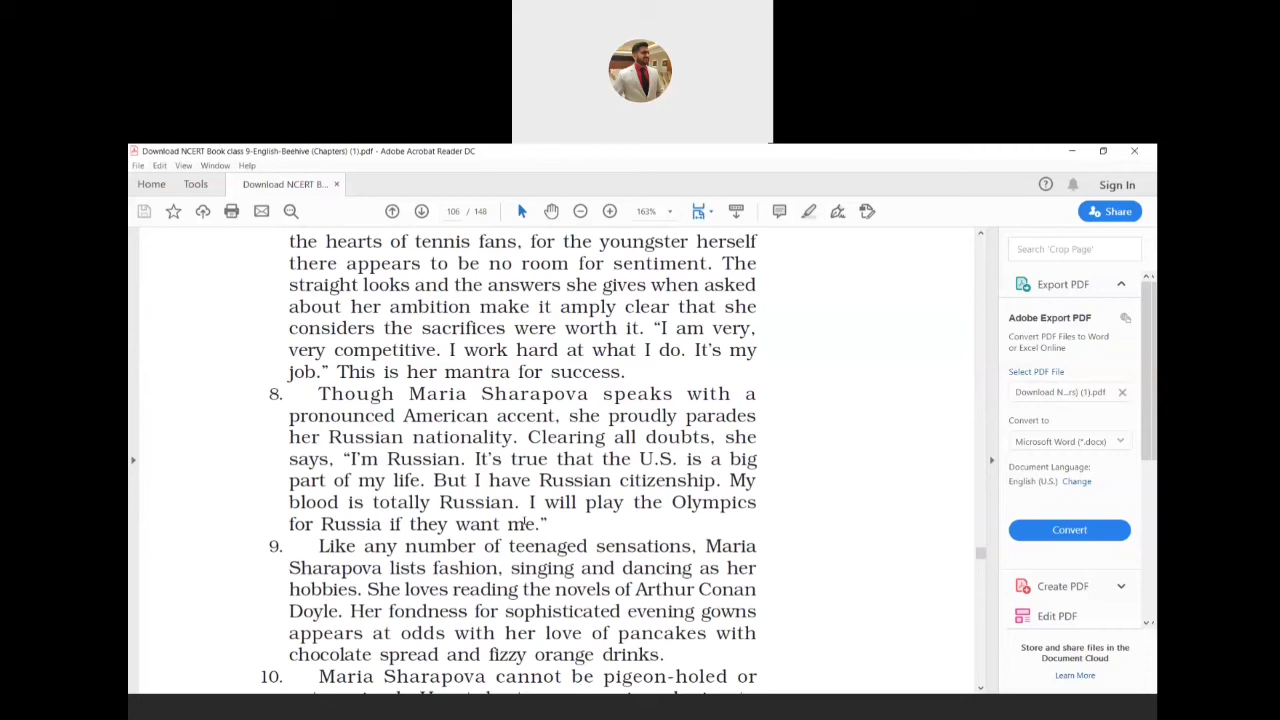 Download NCERT Book class 9-English-Beehive (Chapters) (1).pdf - Adobe Acrobat Reader DC
File Edit View Window Help
Home Tools Download NCERT B... × Sign In
106 / 148 163% Share
the hearts of tennis fans, for the youngster herself
there appears to be no room for sentiment. The
straight looks and the answers she gives when asked
about her ambition make it amply clear that she
considers the sacrifices were worth it. “I am very,
very competitive. I work hard at what I do. It's my
job.” This is her mantra for success.
8. Though Maria Sharapova speaks with a
pronounced American accent, she proudly parades
her Russian nationality. Clearing all doubts, she
says, “I'm Russian. It's true that the U.S. is a big
part of my life. But I have Russian citizenship. My
blood is totally Russian. I will play the Olympics
for Russia if they want me.”
9. Like any number of teenaged sensations, Maria
Sharapova lists fashion, singing and dancing as her
hobbies. She loves reading the novels of Arthur Conan
Doyle. Her fondness for sophisticated evening gowns
appears at odds with her love of pancakes with
chocolate spread and fizzy orange drinks.
10. Maria Sharapova cannot be pigeon-holed or
Search 'Crop Page'
Export PDF
Adobe Export PDF
Convert PDF Files to Word
or Excel Online
Select PDF File
Download N...rs) (1).pdf
Convert to
Microsoft Word (*.docx)
Document Language:
English (U.S.) Change
Convert
Create PDF
Edit PDF
Store and share files in the
Document Cloud
Learn More